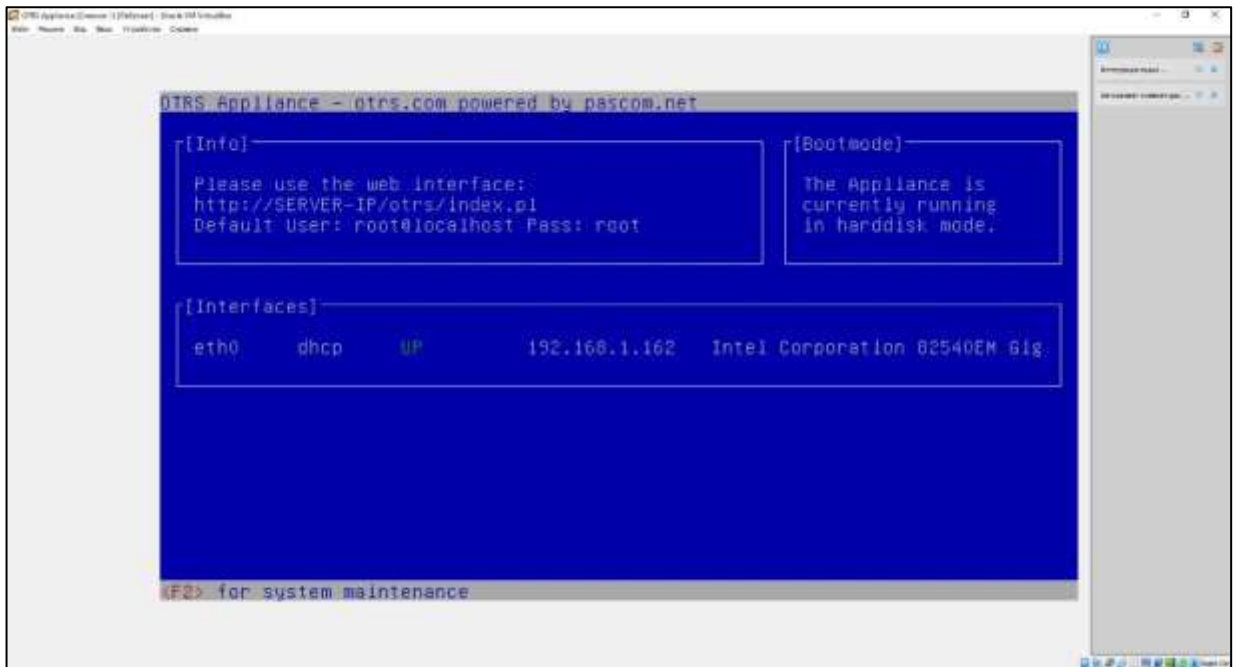 OTRS Appliance - otrs.com powered by pascom.net
[Info]
Please use the web interface:
http://SERVER-IP/otrs/index.pl
Default User: root@localhost Pass: root
[Bootmode]
The Appliance is
currently running
in harddisk mode.
[Interfaces]
eth0 dhcp UP 192.168.1.162 Intel Corporation 82540EM Gig
<F2> for system maintenance